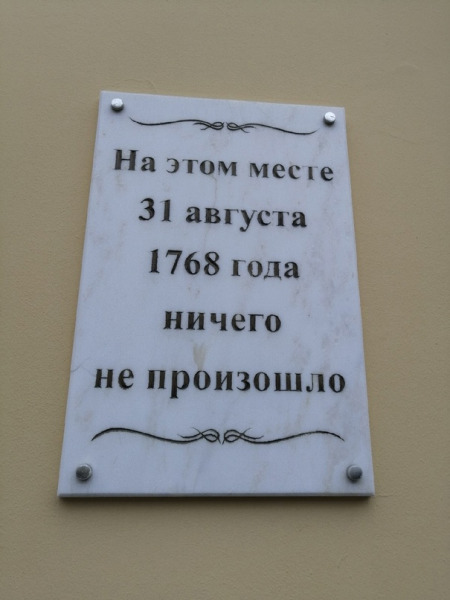 На этом месте
31 августа
1768 года
ничего
не произошло